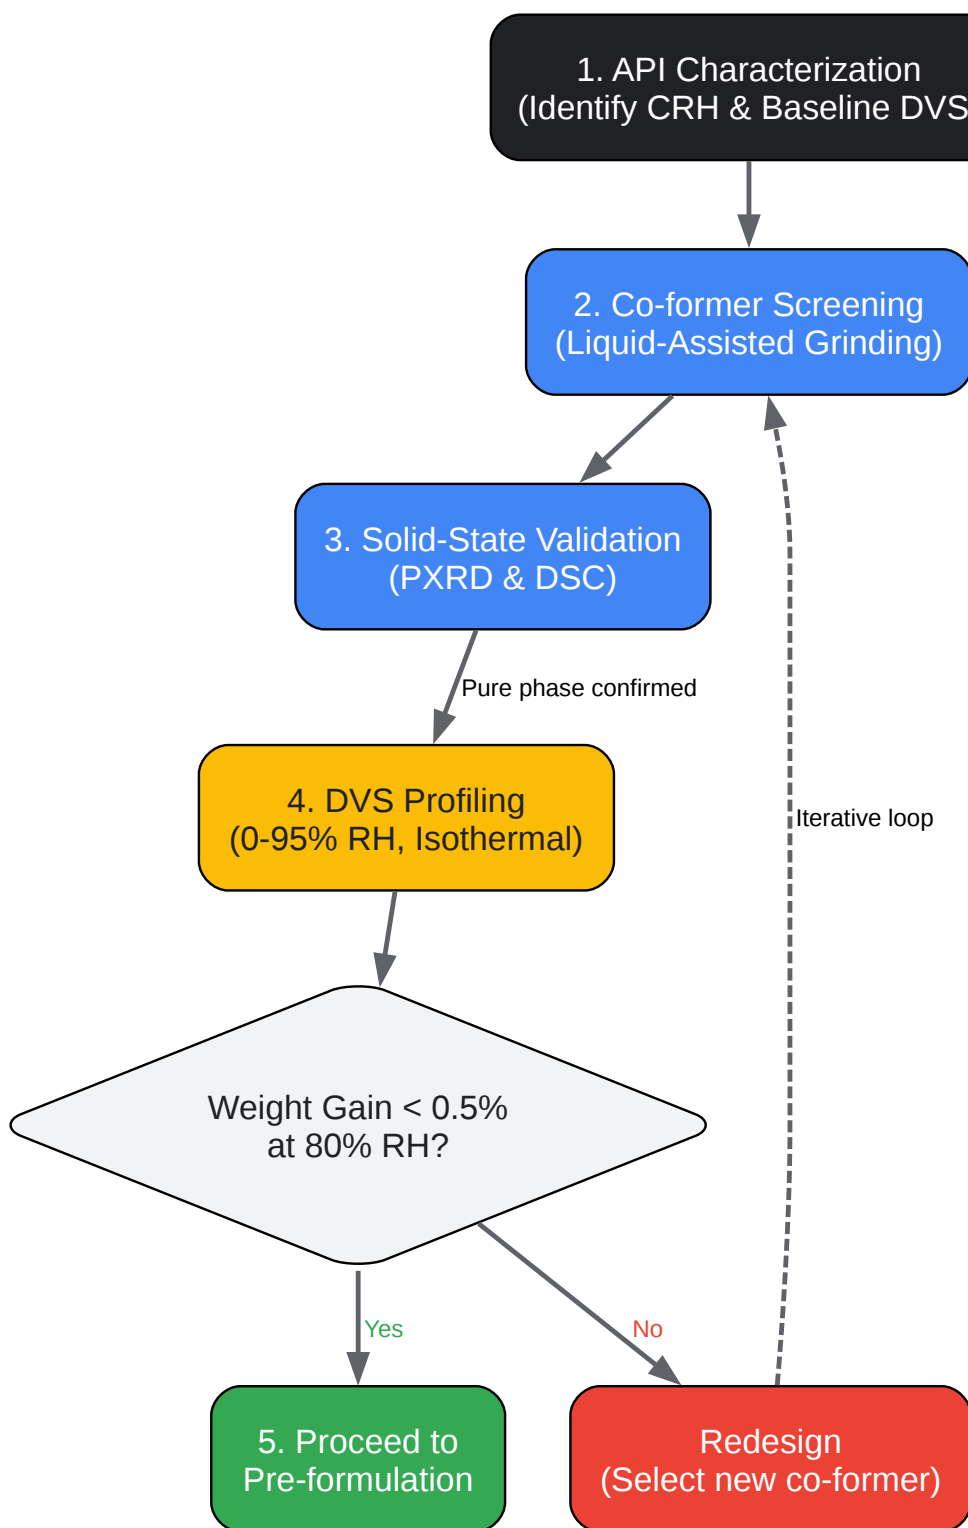 1. API Characterization
(Identify CRH & Baseline DVS
2. Co-former Screening
(Liquid-Assisted Grinding)
3. Solid-State Validation
(PXRD & DSC)
Pure phase confirmed
4. DVS Profiling
(0-95% RH, Isothermal)
Iterative loop
Weight Gain < 0.5%
at 80% RH?
Yes
No
5. Proceed to
Pre-formulation
Redesign
(Select new co-former)